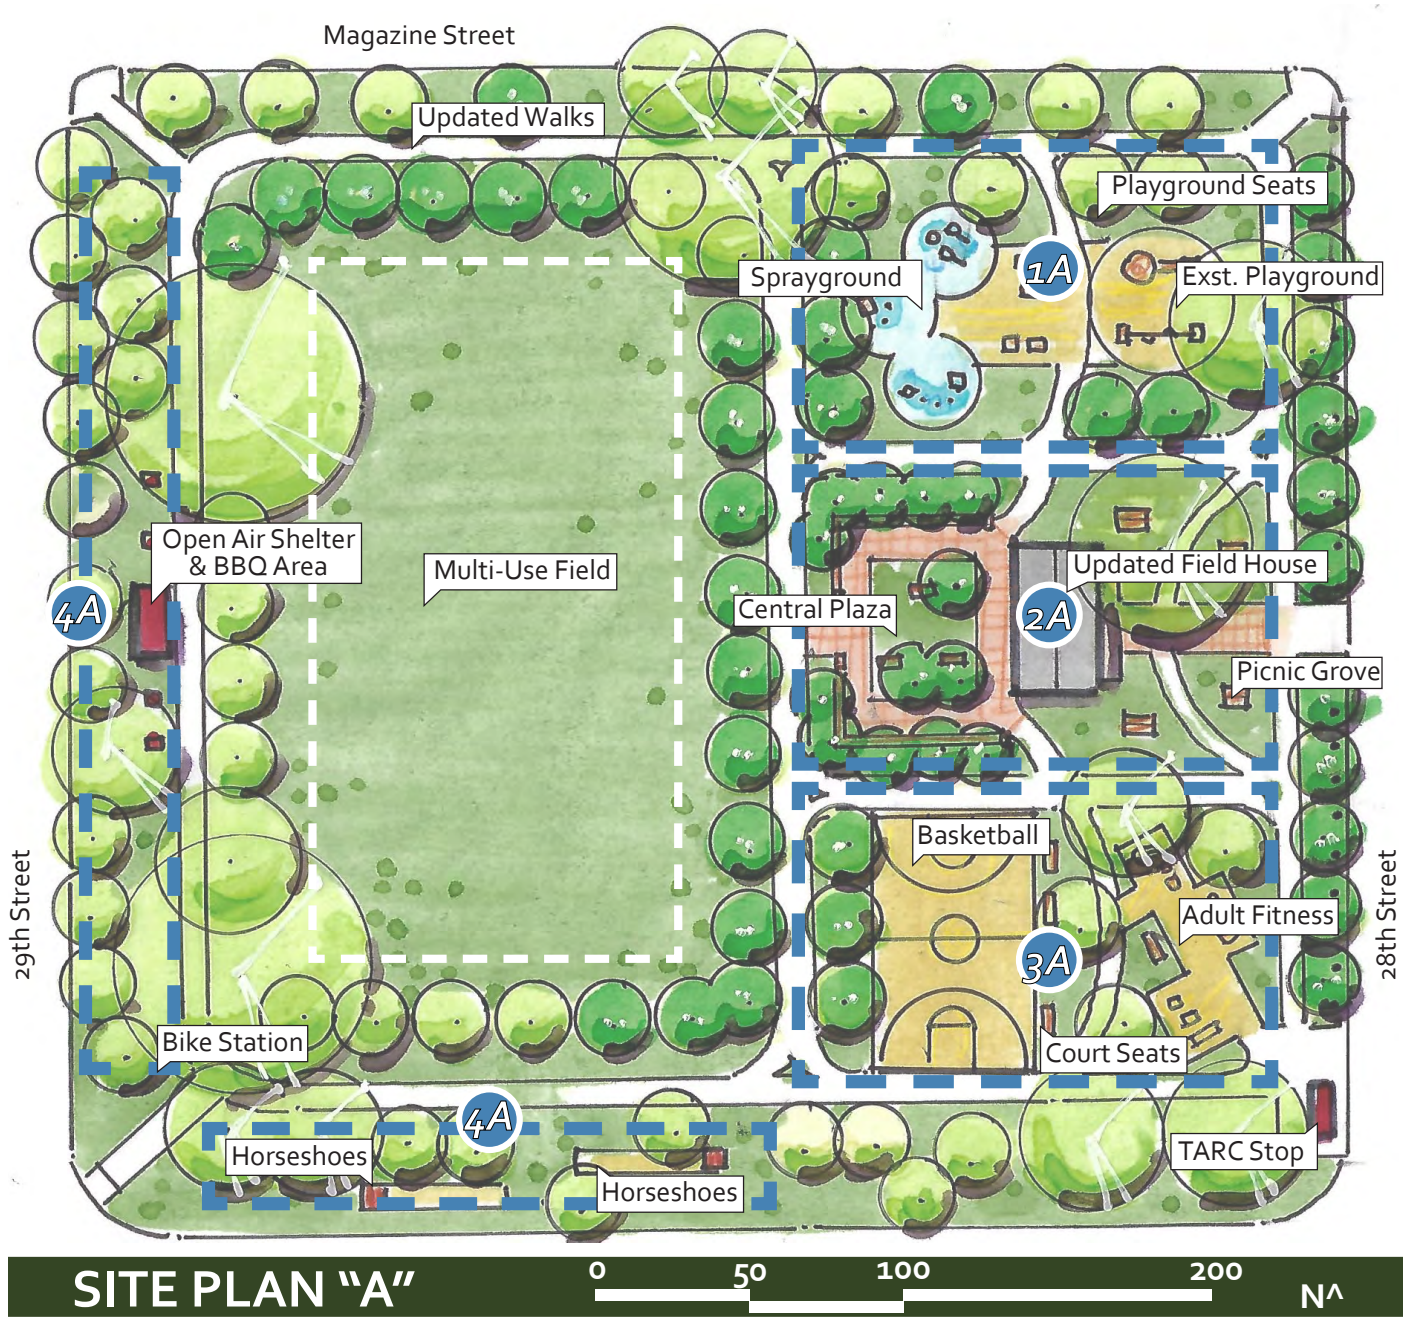 Magazine Street
Updated Walks
Playground Seats
Sprayground
1A
Exst. Playground
Open Air Shelter
& BBQ Area
Multi-Use Field
Updated Field House
4A
Central Plaza
2A
Picnic Grove
Basketball
29th Street
28th Street
Adult Fitness
3A
Bike Station
Court Seats
4A
Horseshoes
TARC Stop
Horseshoes
SITE PLAN “A”
0 50 100 200
N^